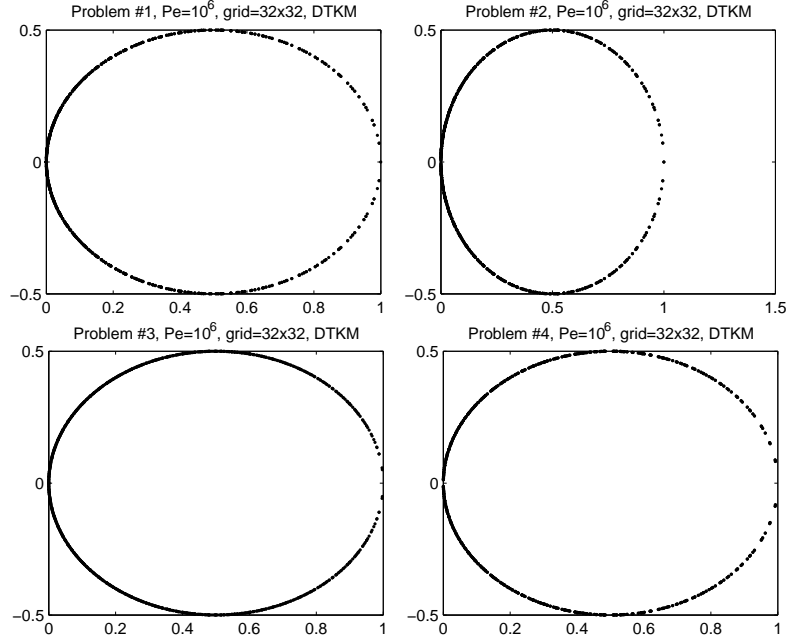 Problem #1, Pe=10^6, grid=32x32, DTKM
0.5
0
−0.5
0 0.2 0.4 0.6 0.8 1
Problem #2, Pe=10^6, grid=32x32, DTKM
0.5
0
−0.5
0 0.5 1 1.5
Problem #3, Pe=10^6, grid=32x32, DTKM
0.5
0
−0.5
0 0.2 0.4 0.6 0.8 1
Problem #4, Pe=10^6, grid=32x32, DTKM
0.5
0
−0.5
0 0.2 0.4 0.6 0.8 1